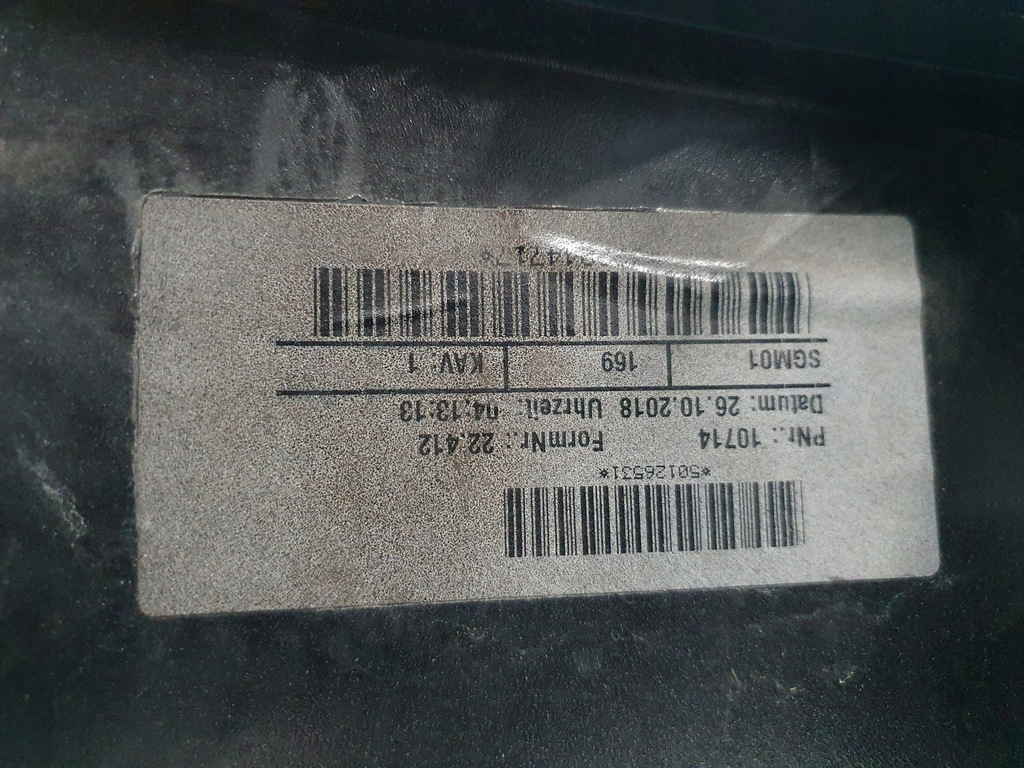 *50126531*
PNr.: 10714 FormNr.: 22.412
Datum: 26.10.2018 Uhrzeit: 04:13:13
SGM01 169 KAV: 1